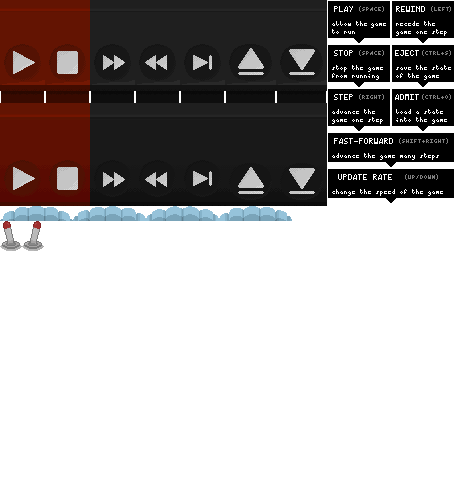 PLAY (SPACE)
allow the game
to run
REWIND (LEFT)
recede the
game one step
STOP (SPACE)
stop the game
from running
EJECT (CTRL+S)
save the state
of the game
STEP (RIGHT)
advance the
game one step
ADMIT (CTRL+O)
load a state
into the game
FAST-FORWARD (SHIFT+RIGHT)
advance the game many steps
UPDATE RATE (UP/DOWN)
change the speed of the game